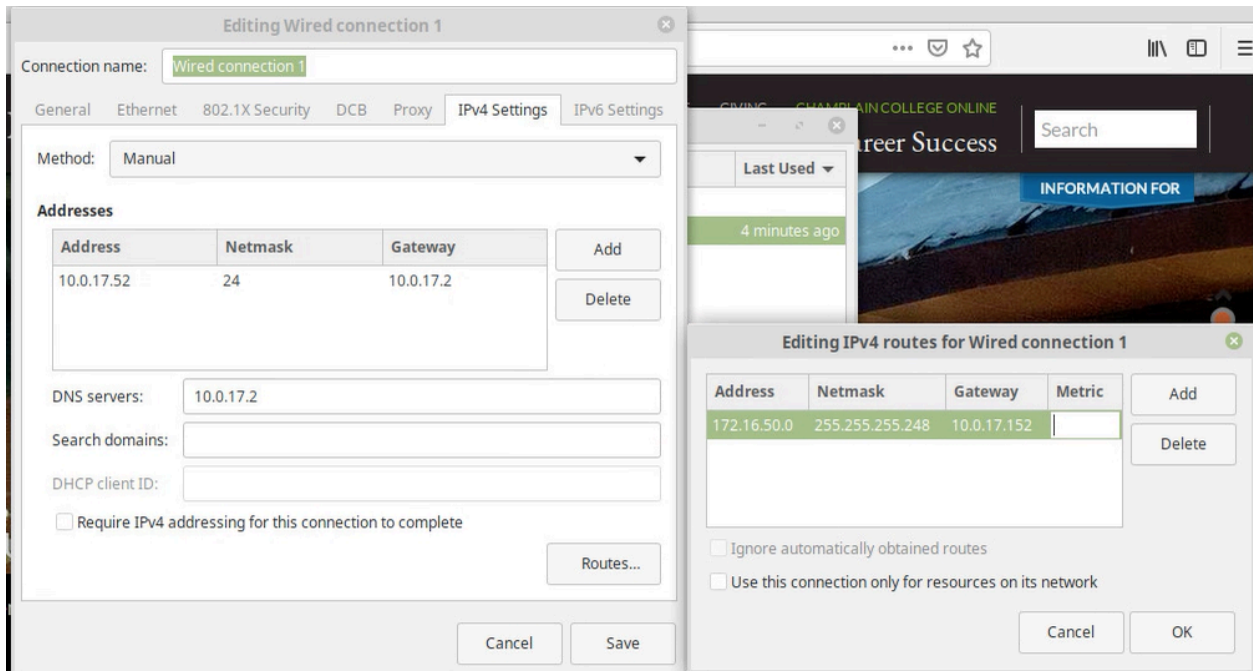 Editing Wired connection 1
Connection name: Wired connection 1
General Ethernet 802.1X Security DCB Proxy IPv4 Settings IPv6 Settings
Method: Manual
Addresses
Address Netmask Gateway
10.0.17.52 24 10.0.17.2
Add
Delete
DNS servers: 10.0.17.2
Search domains:
DHCP client ID:
Require IPv4 addressing for this connection to complete
Routes...
Cancel Save
GIVING CHAMPLAIN COLLEGE ONLINE
Career Success
Search
INFORMATION FOR
Last Used
4 minutes ago
Editing IPv4 routes for Wired connection 1
Address Netmask Gateway Metric
172.16.50.0 255.255.255.248 10.0.17.152
Add
Delete
Ignore automatically obtained routes
Use this connection only for resources on its network
Cancel OK